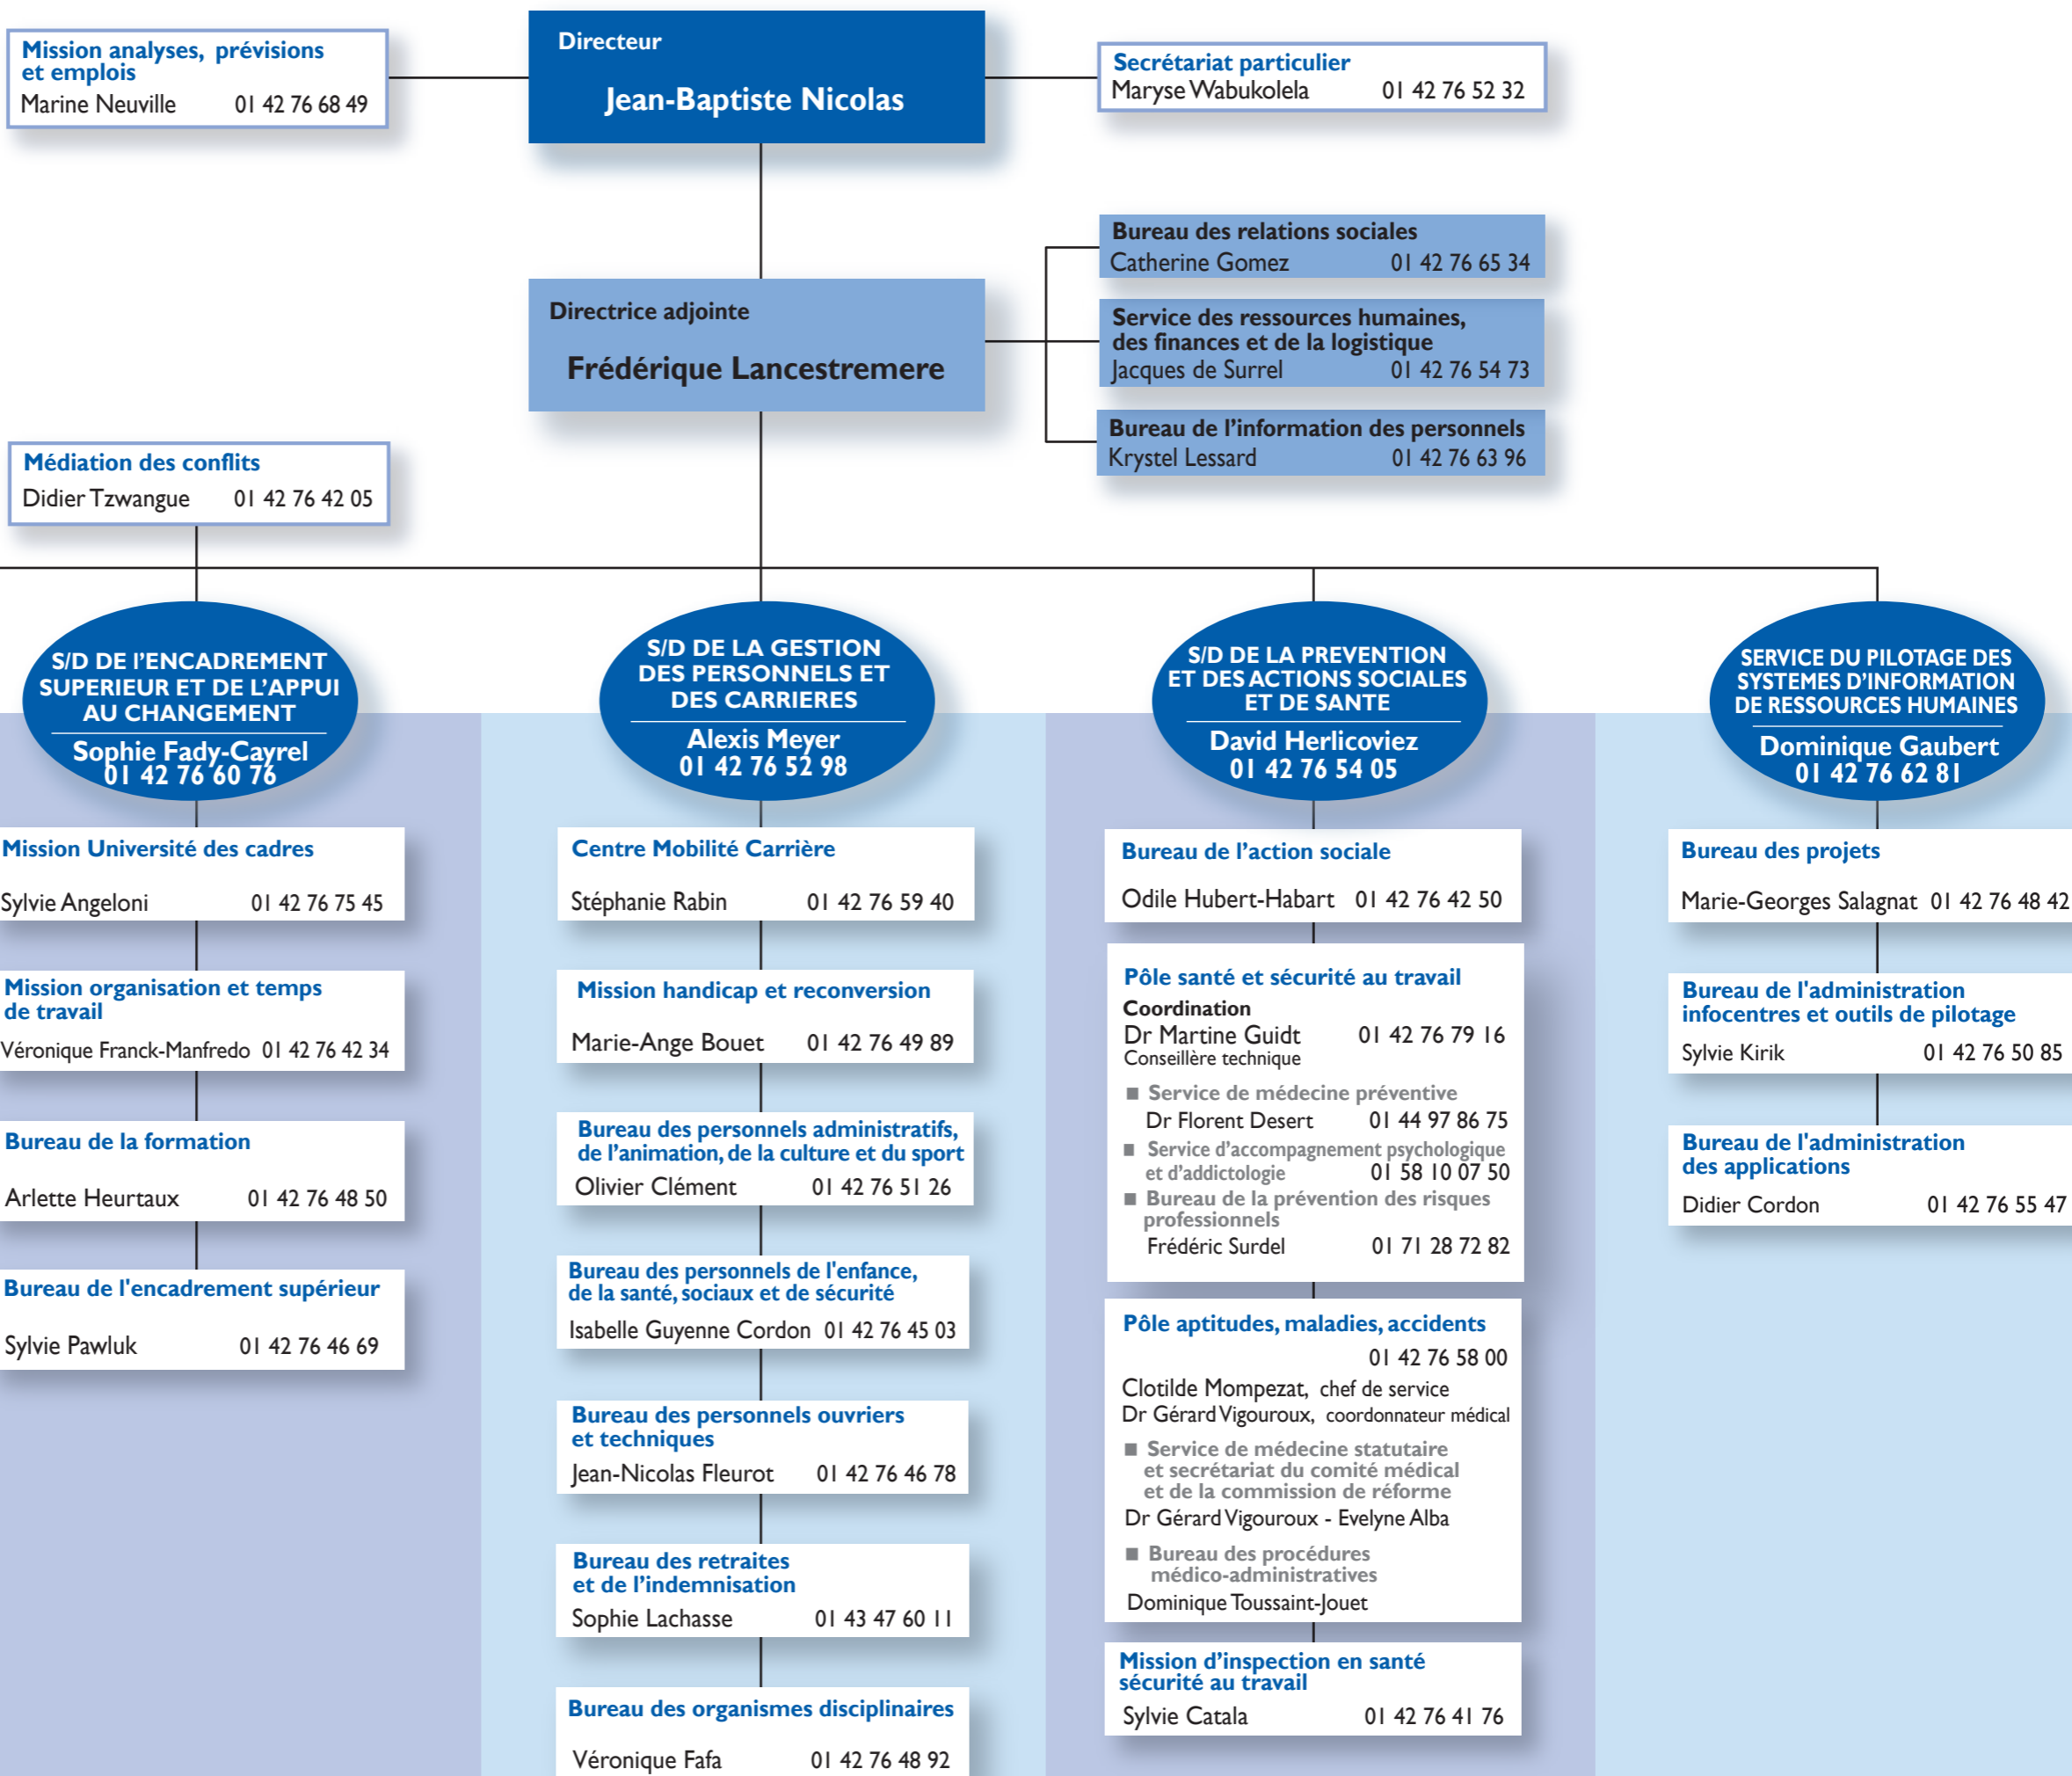 Mission analyses, prévisions
et emplois
Marine Neuville 01 42 76 68 49
Directeur
Jean-Baptiste Nicolas
Secrétariat particulier
Maryse Wabukolela 01 42 76 52 32
Directrice adjointe
Frédérique Lancestremere
Bureau des relations sociales
Catherine Gomez 01 42 76 65 34
Service des ressources humaines,
des finances et de la logistique
Jacques de Surrel 01 42 76 54 73
Bureau de l’information des personnels
Krystel Lessard 01 42 76 63 96
Médiation des conflits
Didier Tzwangue 01 42 76 42 05
S/D DE l’ENCADREMENT
SUPERIEUR ET DE L’APPUI
AU CHANGEMENT
Sophie Fady-Cayrel
01 42 76 60 76
Mission Université des cadres
Sylvie Angeloni 01 42 76 75 45
Mission organisation et temps
de travail
Véronique Franck-Manfredo 01 42 76 42 34
Bureau de la formation
Arlette Heurtaux 01 42 76 48 50
Bureau de l'encadrement supérieur
Sylvie Pawluk 01 42 76 46 69
S/D DE LA GESTION
DES PERSONNELS ET
DES CARRIERES
Alexis Meyer
01 42 76 52 98
Centre Mobilité Carrière
Stéphanie Rabin 01 42 76 59 40
Mission handicap et reconversion
Marie-Ange Bouet 01 42 76 49 89
Bureau des personnels administratifs,
de l’animation, de la culture et du sport
Olivier Clément 01 42 76 51 26
Bureau des personnels de l'enfance,
de la santé, sociaux et de sécurité
Isabelle Guyenne Cordon 01 42 76 45 03
Bureau des personnels ouvriers
et techniques
Jean-Nicolas Fleurot 01 42 76 46 78
Bureau des retraites
et de l’indemnisation
Sophie Lachasse 01 43 47 60 11
Bureau des organismes disciplinaires
Véronique Fafa 01 42 76 48 92
S/D DE LA PREVENTION
ET DES ACTIONS SOCIALES
ET DE SANTE
David Herlicoviez
01 42 76 54 05
Bureau de l’action sociale
Odile Hubert-Habart 01 42 76 42 50
Pôle santé et sécurité au travail
Coordination
Dr Martine Guidt 01 42 76 79 16
Conseillère technique
■ Service de médecine préventive
Dr Florent Desert 01 44 97 86 75
■ Service d’accompagnement psychologique
et d’addictologie 01 58 10 07 50
■ Bureau de la prévention des risques
professionnels
Frédéric Surdel 01 71 28 72 82
Pôle aptitudes, maladies, accidents
01 42 76 58 00
Clotilde Mompezat, chef de service
Dr Gérard Vigouroux, coordonnateur médical
■ Service de médecine statutaire
et secrétariat du comité médical
et de la commission de réforme
Dr Gérard Vigouroux - Evelyne Alba
■ Bureau des procédures
médico-administratives
Dominique Toussaint-Jouet
Mission d’inspection en santé
sécurité au travail
Sylvie Catala 01 42 76 41 76
SERVICE DU PILOTAGE DES
SYSTEMES D’INFORMATION
DE RESSOURCES HUMAINES
Dominique Gaubert
01 42 76 62 81
Bureau des projets
Marie-Georges Salagnat 01 42 76 48 42
Bureau de l'administration
infocentres et outils de pilotage
Sylvie Kirik 01 42 76 50 85
Bureau de l'administration
des applications
Didier Cordon 01 42 76 55 47